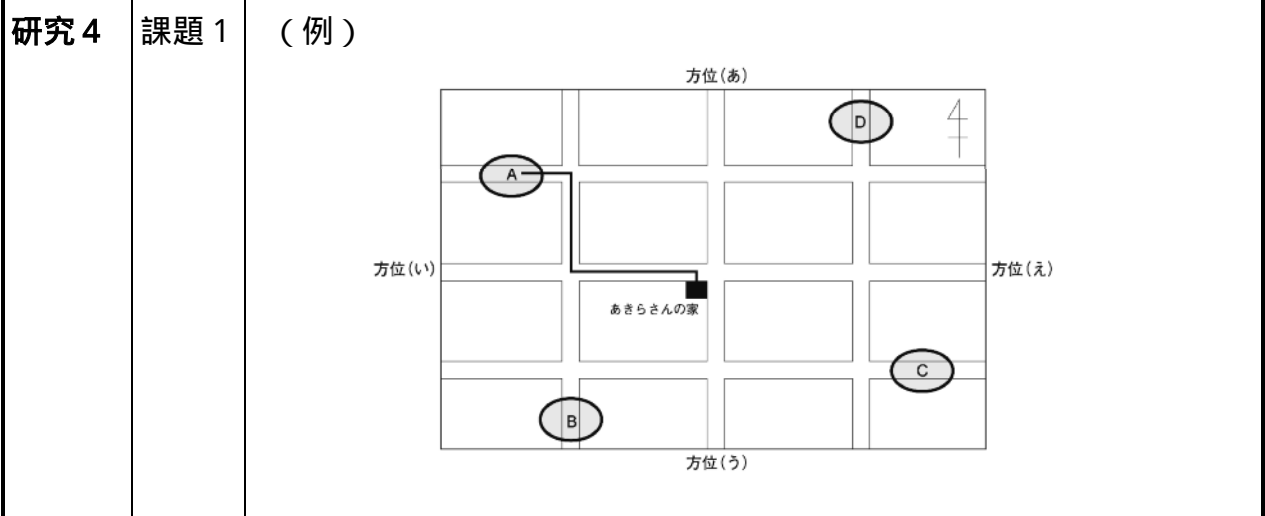 研究４ 課題１ （例）
方位(あ)
D
A
方位(い) 方位(え)
あきらさんの家
C
B
方位(う)